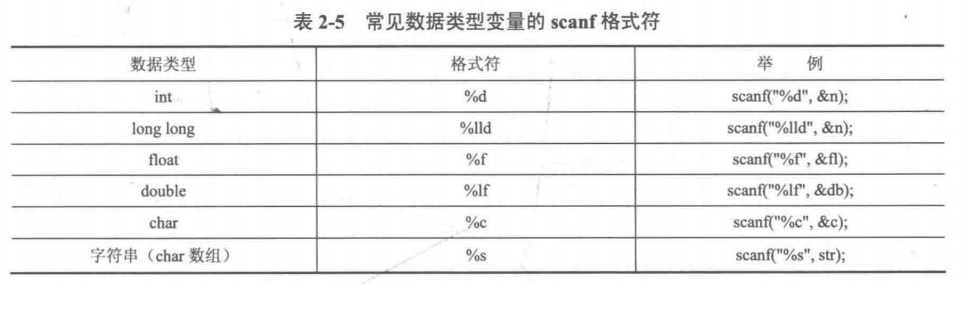 表 2-5 常见数据类型变量的 scanf 格式符
数据类型 格式符 举 例
int %d scanf("%d", &n);
long long %lld scanf("%lld", &n);
float %f scanf("%f", &fl);
double %lf scanf("%lf", &db);
char %c scanf("%c", &c);
字符串（char 数组） %s scanf("%s", str);